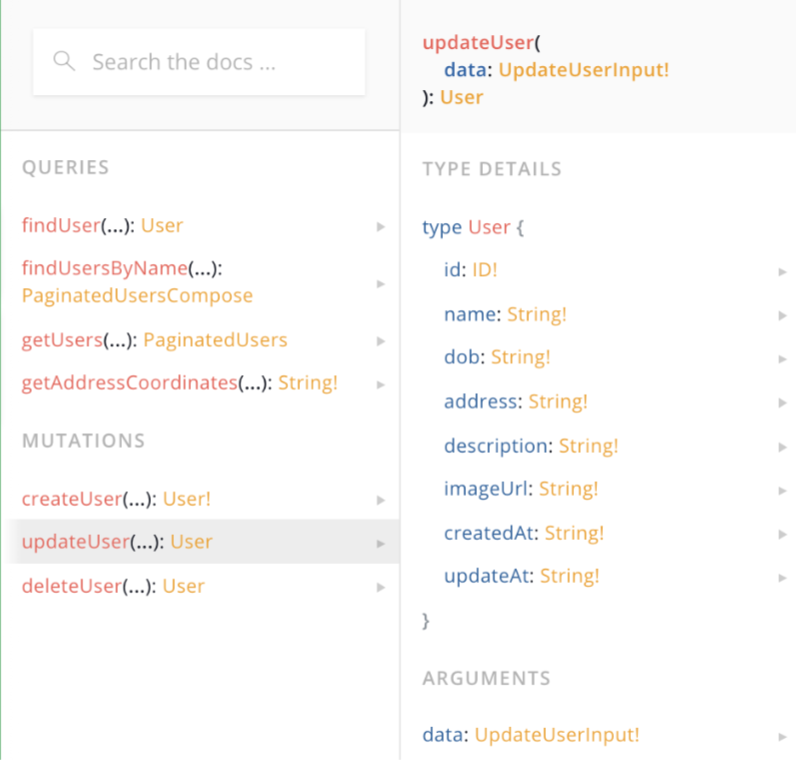 Search the docs ...
QUERIES
findUser(...): User
findUsersByName(...):
PaginatedUsersCompose
getUsers(...): PaginatedUsers
getAddressCoordinates(...): String!
MUTATIONS
createUser(...): User!
updateUser(...): User
deleteUser(...): User
updateUser(
data: UpdateUserInput!
): User
TYPE DETAILS
type User {
id: ID!
name: String!
dob: String!
address: String!
description: String!
imageUrl: String!
createdAt: String!
updateAt: String!
}
ARGUMENTS
data: UpdateUserInput!